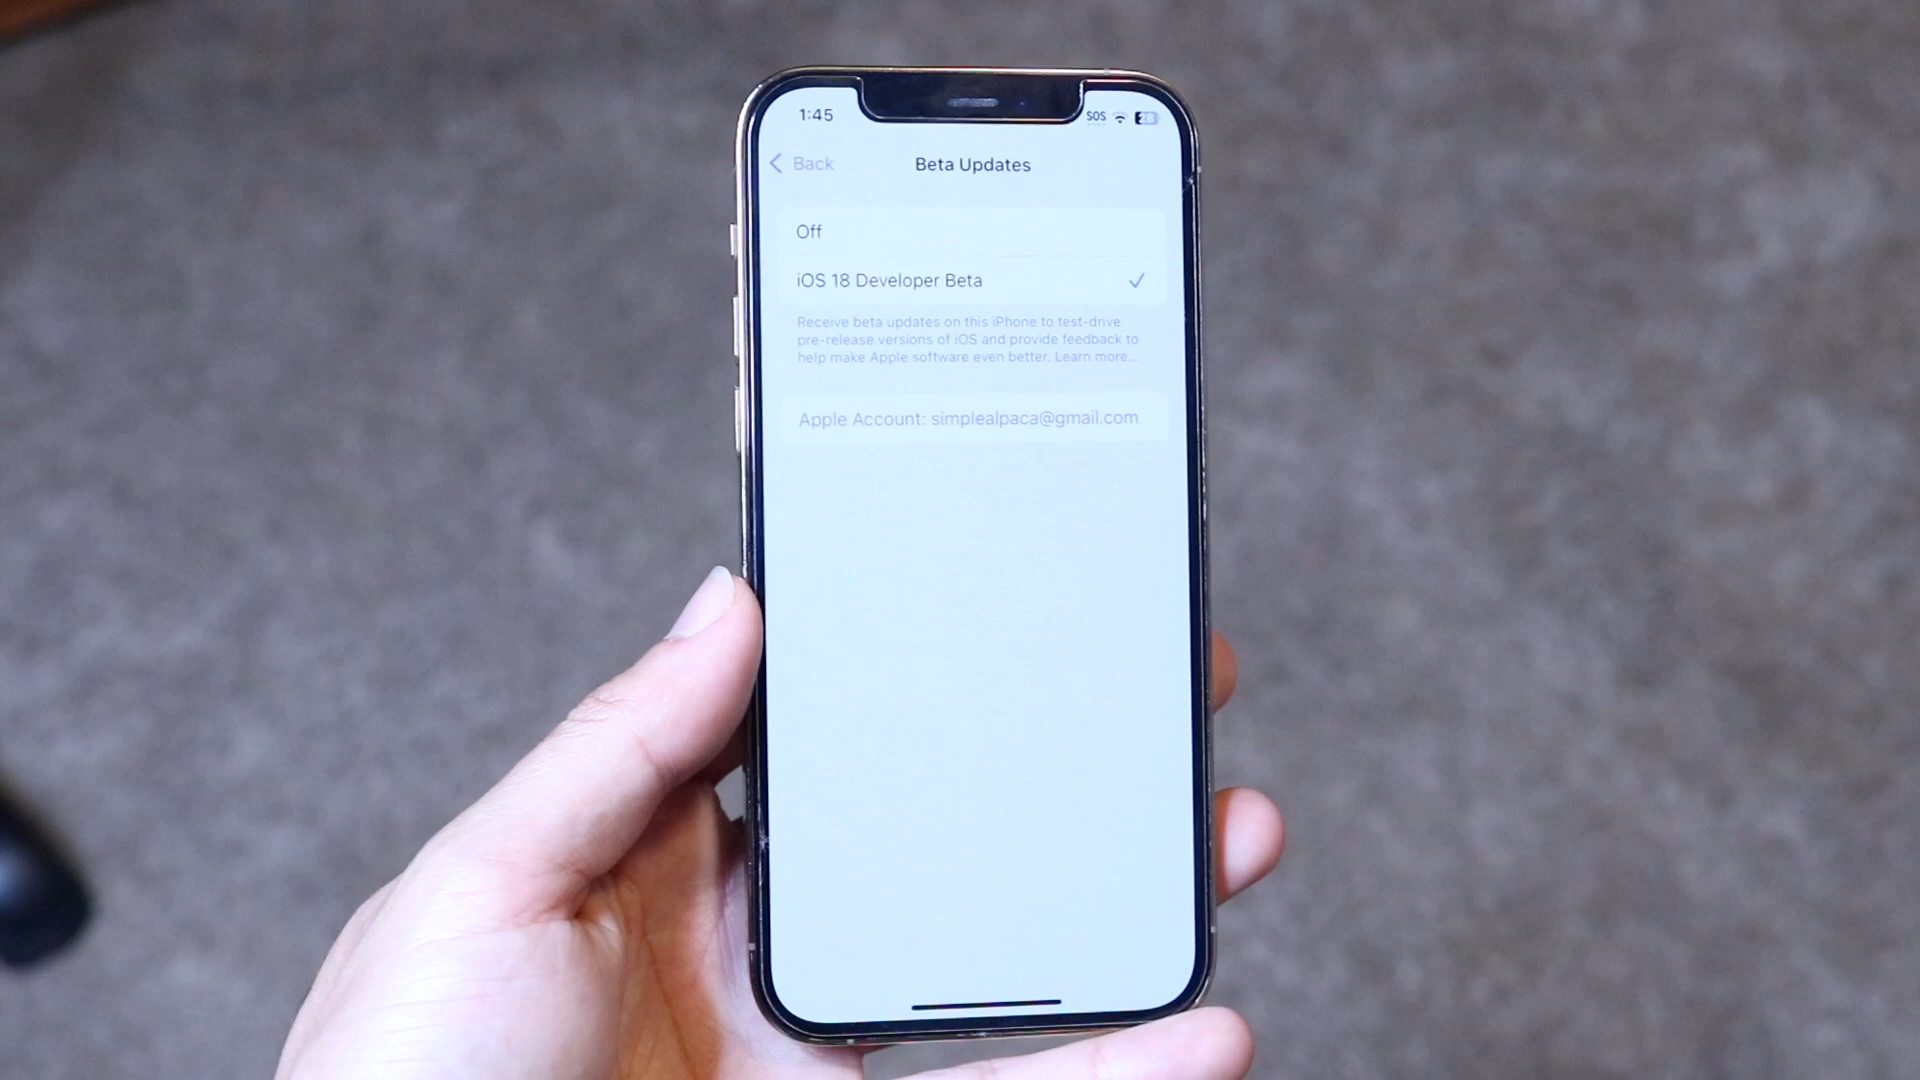 1:45
SOS 28
Back
Beta Updates
Off
iOS 18 Developer Beta
Receive beta updates on this iPhone to test-drive
pre-release versions of iOS and provide feedback to
help make Apple software even better. Learn more...
Apple Account: simplealpaca@gmail.com